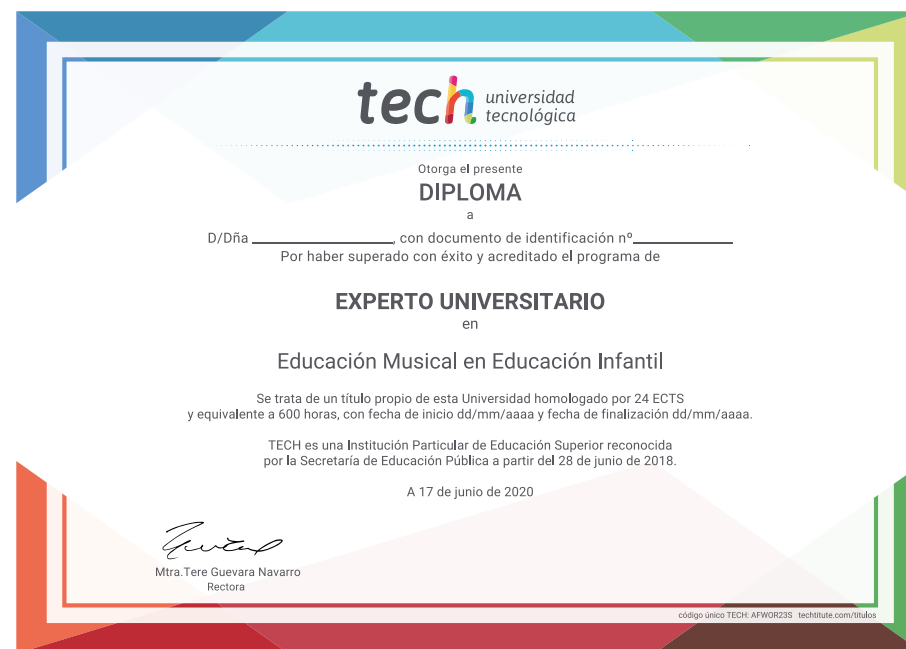 tech universidad
tecnológica
Otorga el presente
DIPLOMA
a
D/Dña ____________________, con documento de identificación nº______________
Por haber superado con éxito y acreditado el programa de
EXPERTO UNIVERSITARIO
en
Educación Musical en Educación Infantil
Se trata de un título propio de esta Universidad homologado por 24 ECTS
y equivalente a 600 horas, con fecha de inicio dd/mm/aaaa y fecha de finalización dd/mm/aaaa.
TECH es una Institución Particular de Educación Superior reconocida
por la Secretaría de Educación Pública a partir del 28 de junio de 2018.
A 17 de junio de 2020
Mtra.Tere Guevara Navarro
Rectora
código único TECH: AFWOR23S techtitute.com/titulos